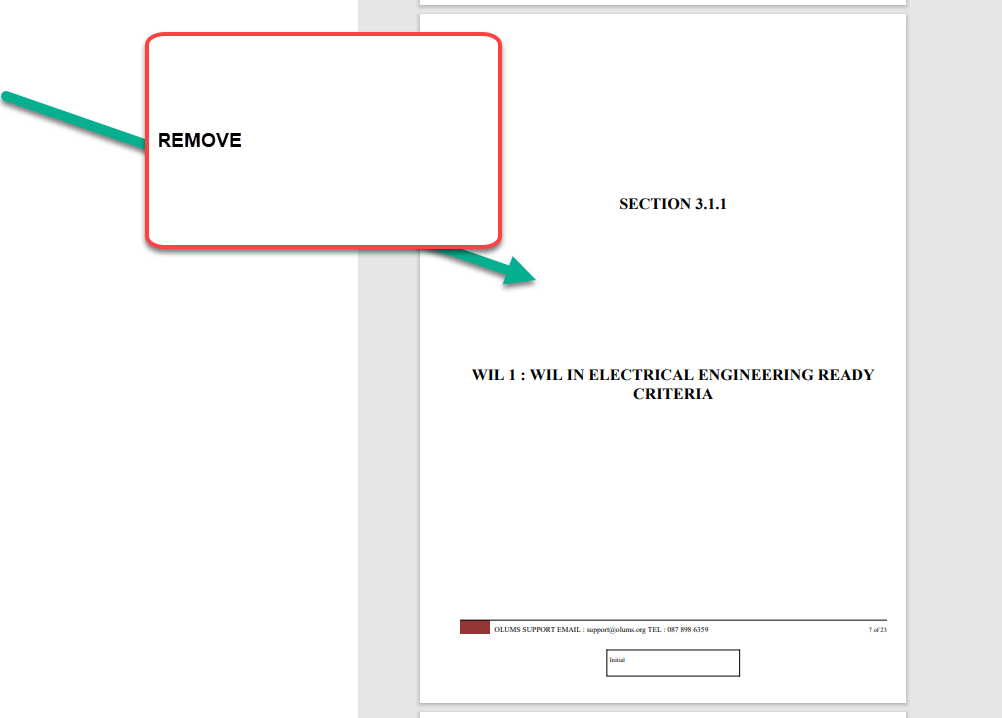 REMOVE
SECTION 3.1.1
WIL 1 : WIL IN ELECTRICAL ENGINEERING READY
CRITERIA
OLUMS SUPPORT EMAIL : support@olums.org TEL : 087 898 6359
7 of 23
Initial